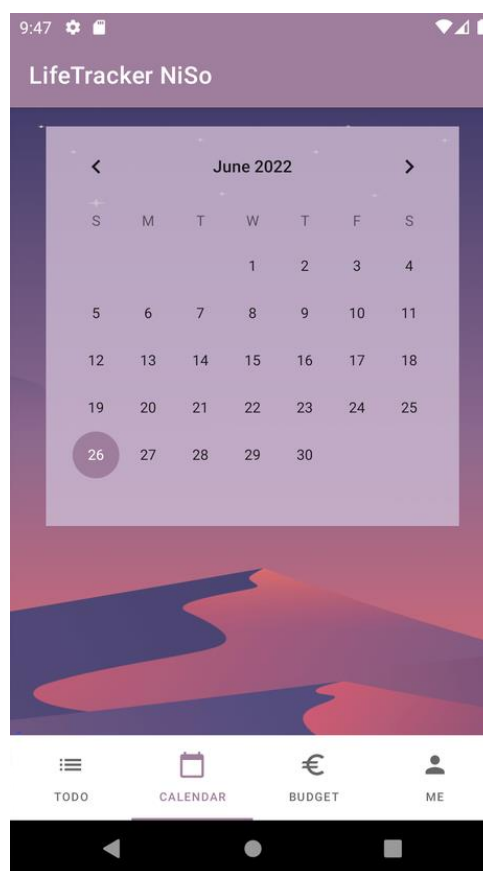 9:47
LifeTracker NiSo
June 2022
S M T W T F S
1 2 3 4
5 6 7 8 9 10 11
12 13 14 15 16 17 18
19 20 21 22 23 24 25
26 27 28 29 30
TODO CALENDAR BUDGET ME